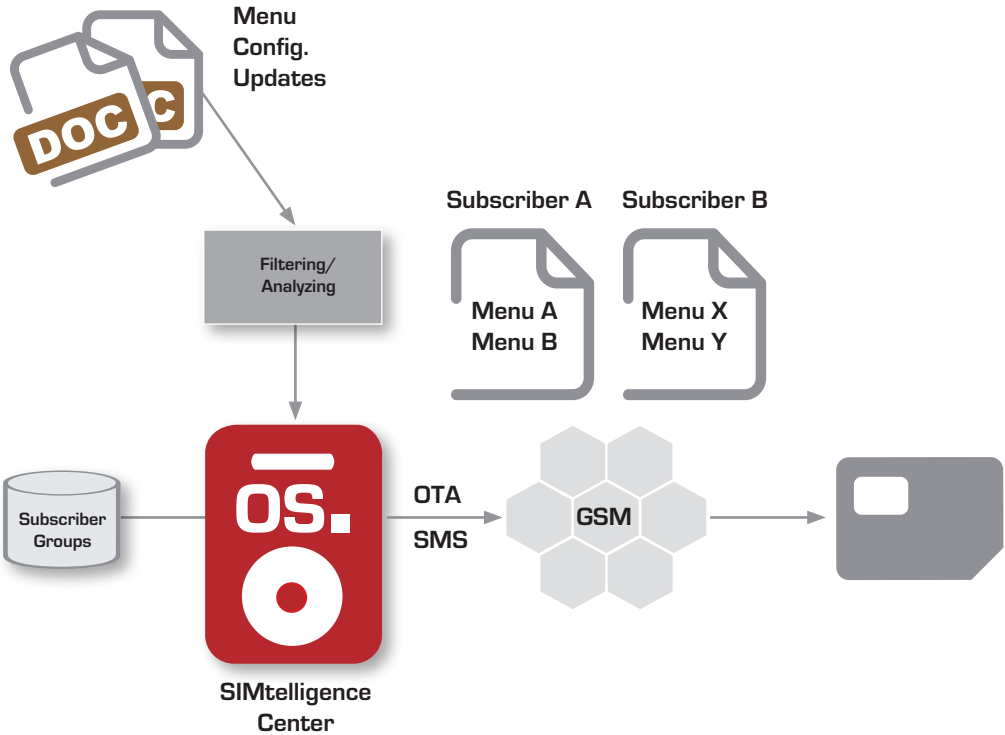 Menu
Config.
Updates
DOC
C
Filtering/
Analyzing
Subscriber A
Subscriber B
Menu A
Menu B
Menu X
Menu Y
Subscriber
Groups
OS.
OTA
SMS
GSM
SIMtelligence
Center